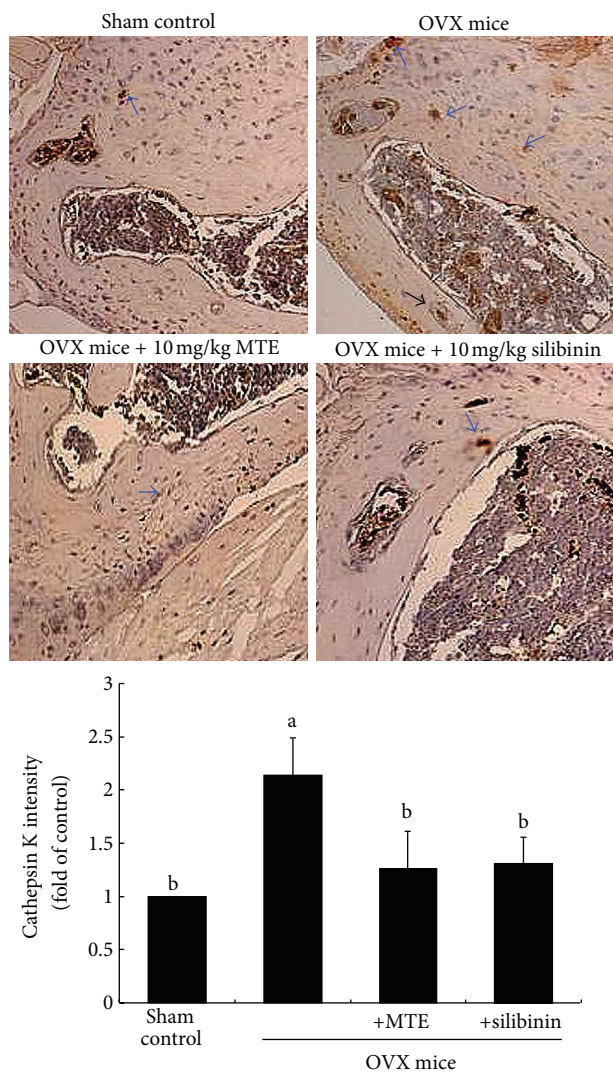 Sham control
OVX mice
OVX mice + 10 mg/kg MTE
OVX mice + 10 mg/kg silibinin
Cathepsin K intensity
(fold of control)
3
2.5
2
1.5
1
0.5
0
b
a
b
b
Sham
control
+MTE
+silibinin
OVX mice